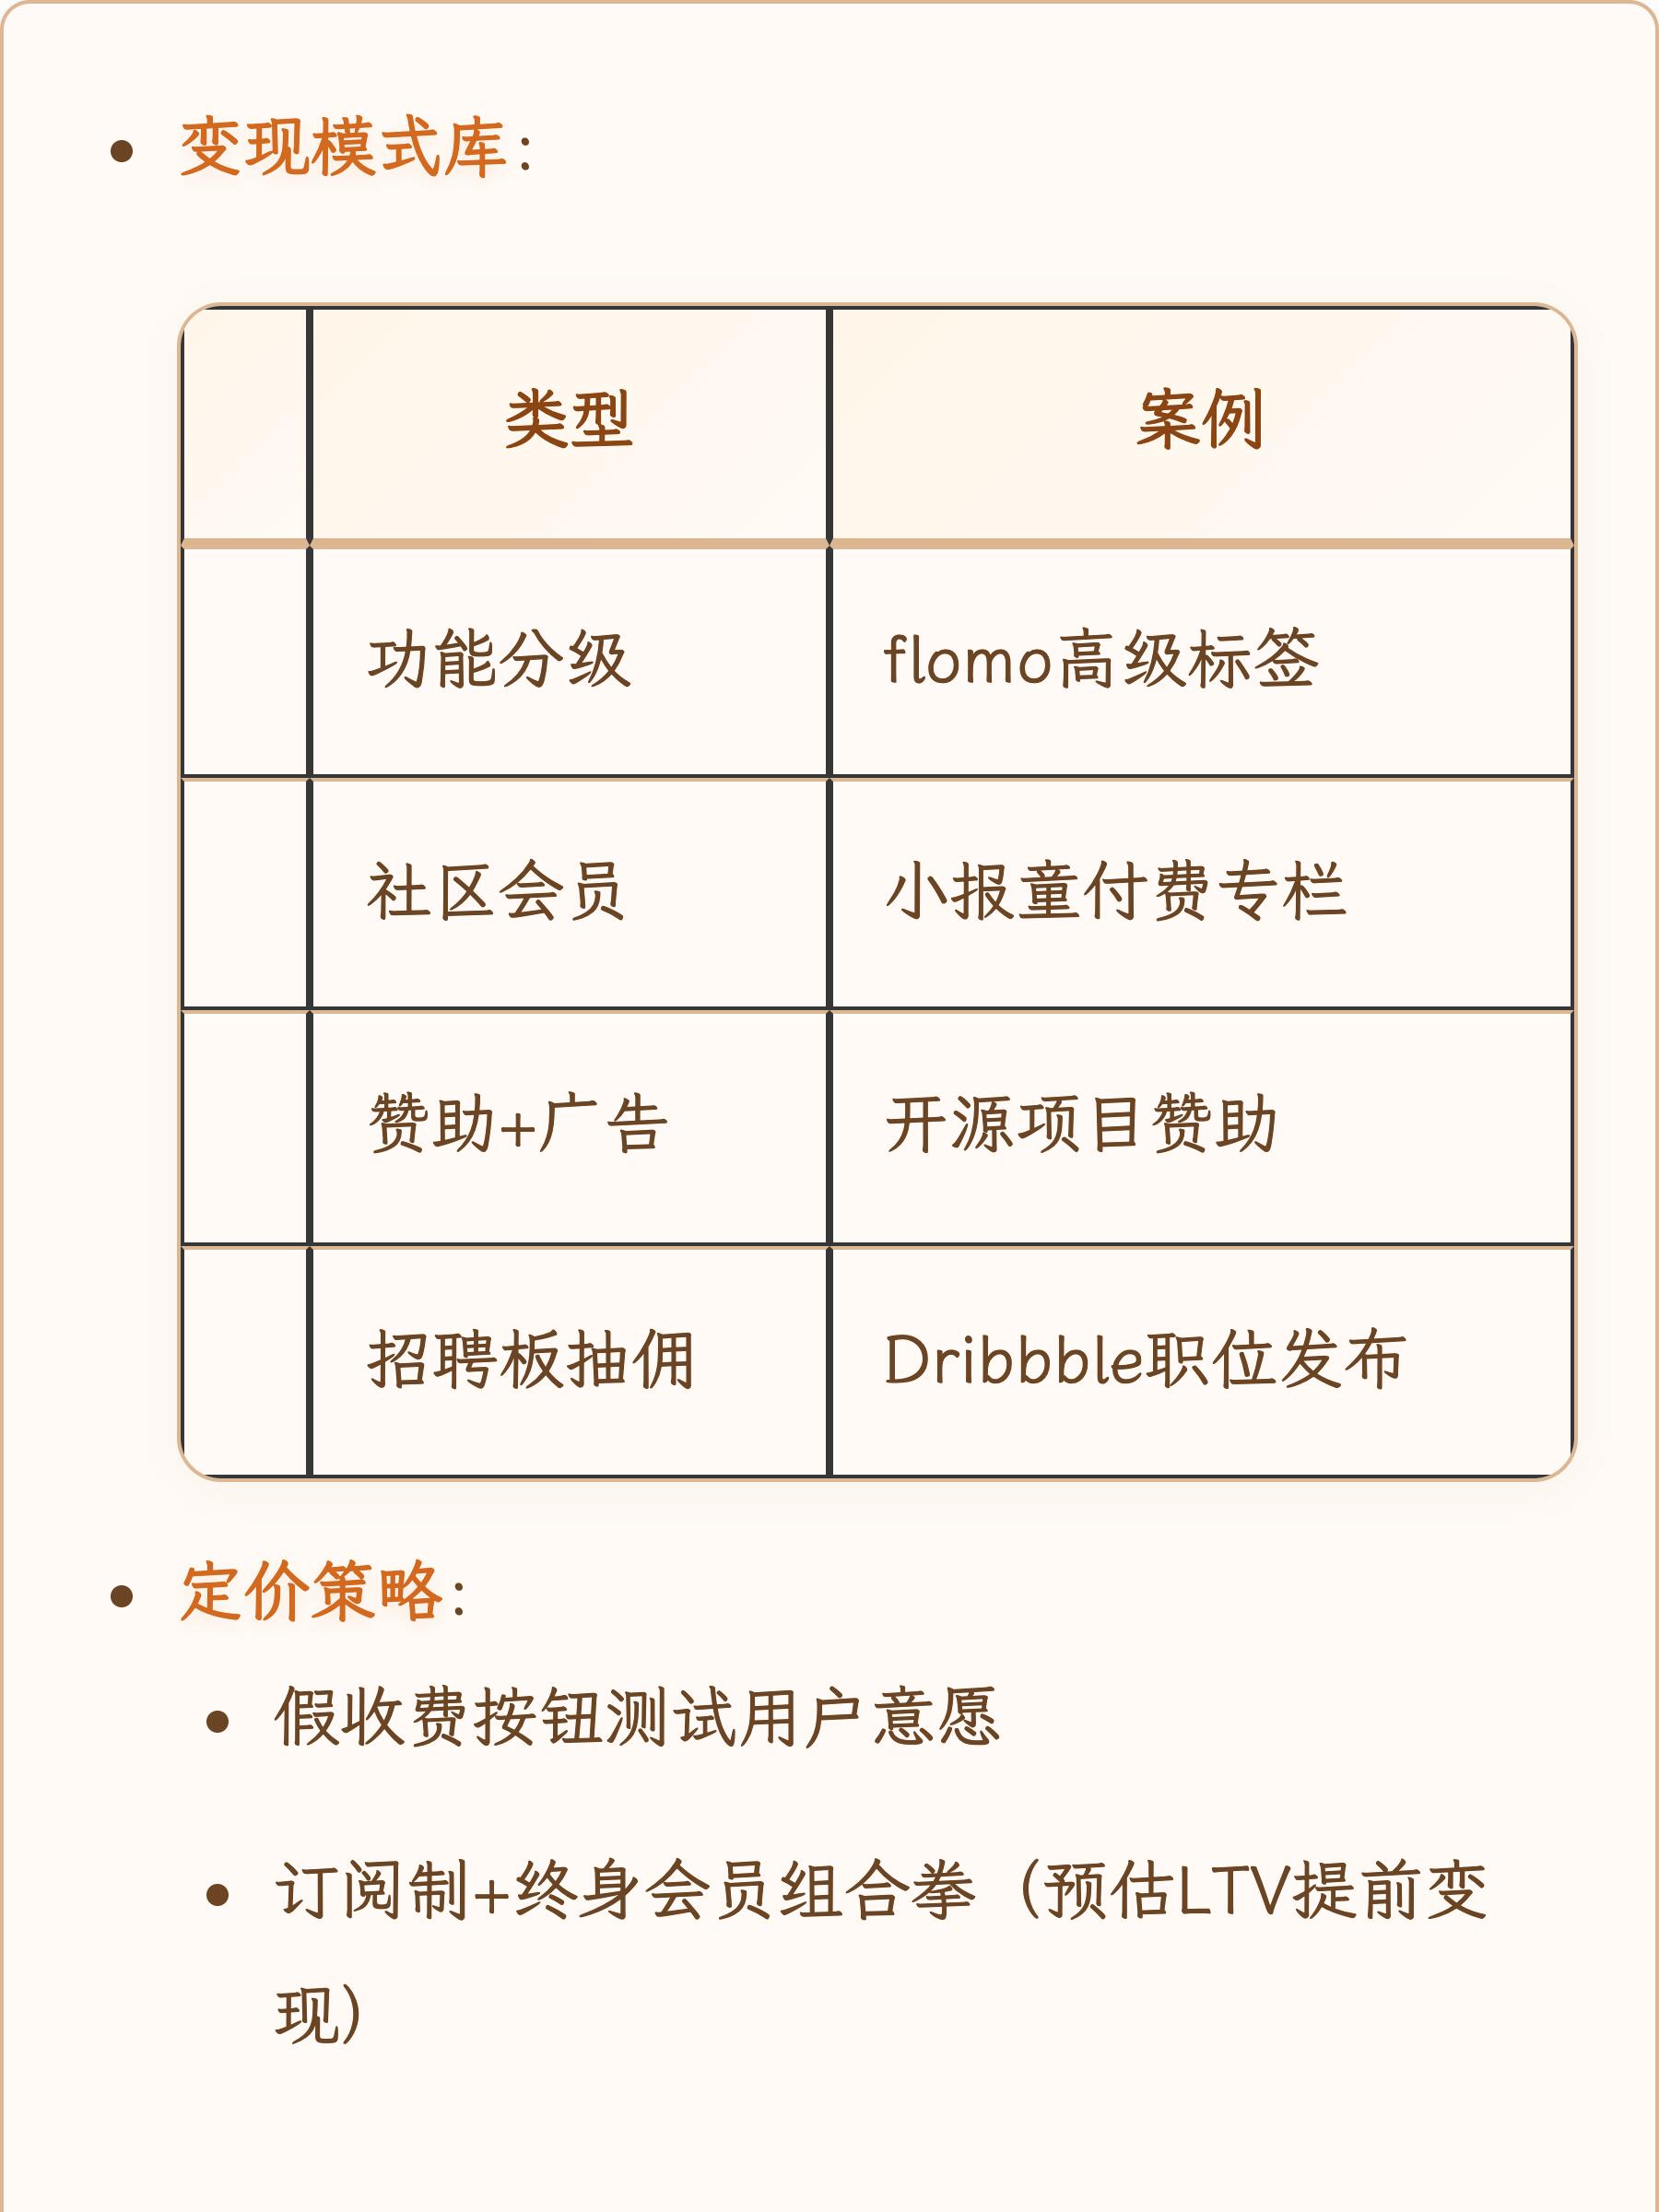 变现模式库：
类型 案例
功能分级 flomo高级标签
社区会员 小报童付费专栏
赞助+广告 开源项目赞助
招聘板抽佣 Dribbble职位发布
定价策略：
假收费按钮测试用户意愿
订阅制+终身会员组合拳（预估LTV提前变
现）